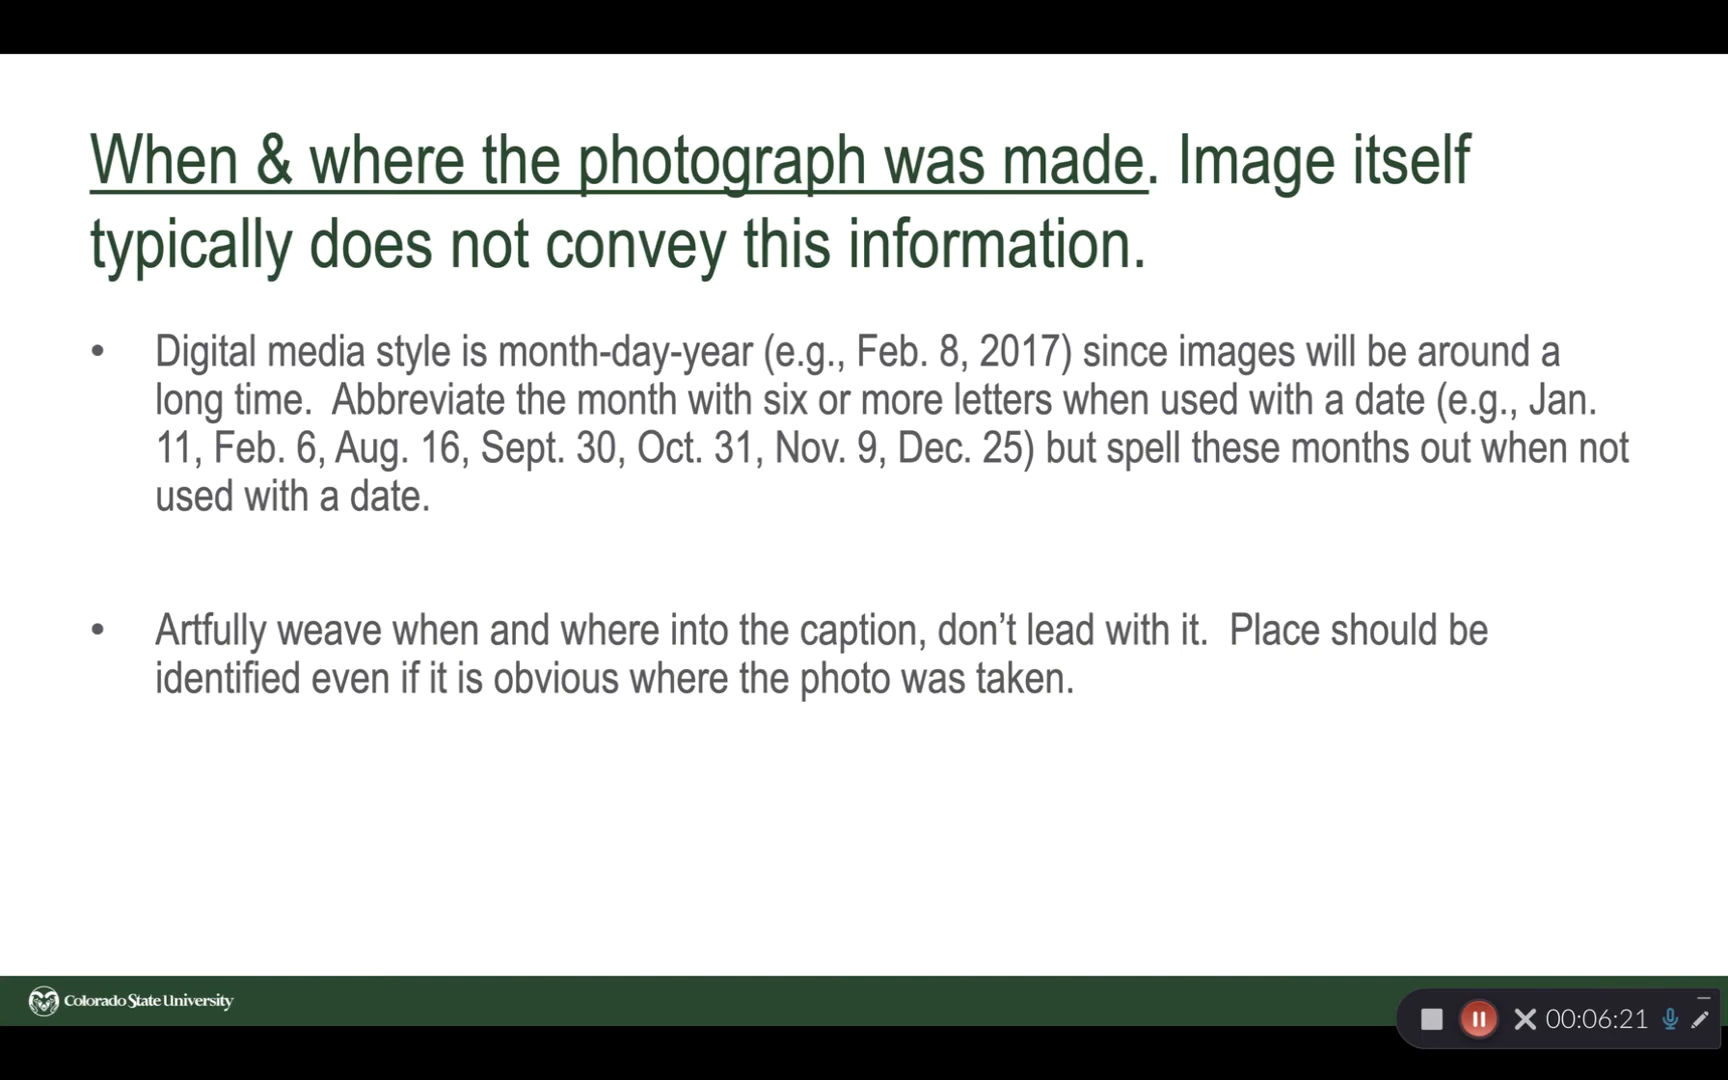 When & where the photograph was made. Image itself
typically does not convey this information.
• Digital media style is month-day-year (e.g., Feb. 8, 2017) since images will be around a
long time.  Abbreviate the month with six or more letters when used with a date (e.g., Jan.
11, Feb. 6, Aug. 16, Sept. 30, Oct. 31, Nov. 9, Dec. 25) but spell these months out when not
used with a date.
• Artfully weave when and where into the caption, don’t lead with it.  Place should be
identified even if it is obvious where the photo was taken.
Colorado State University
00:06:21